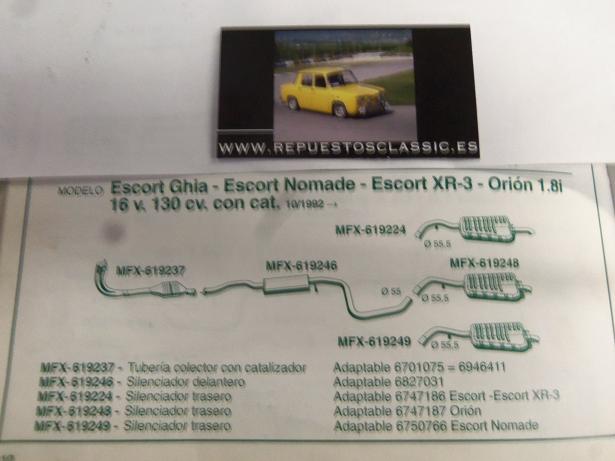 WWW.REPUESTOSCLASSIC.ES
MODELO: Escort Ghia - Escort Nomade - Escort XR-3 - Orión 1.8i
16 v. 130 cv. con cat. 10/1992 →
MFX-619224
Ø 55,5
MFX-619237
MFX-619246
MFX-619248
Ø 55
Ø 55,5
MFX-619249
Ø 55,5
MFX-619237 - Tubería colector con catalizador Adaptable 6701075 = 6946411
MFX-619246 - Silenciador delantero Adaptable 6827031
MFX-619224 - Silenciador trasero Adaptable 6747186 Escort -Escort XR-3
MFX-619248 - Silenciador trasero Adaptable 6747187 Orión
MFX-619249 - Silenciador trasero Adaptable 6750766 Escort Nomade